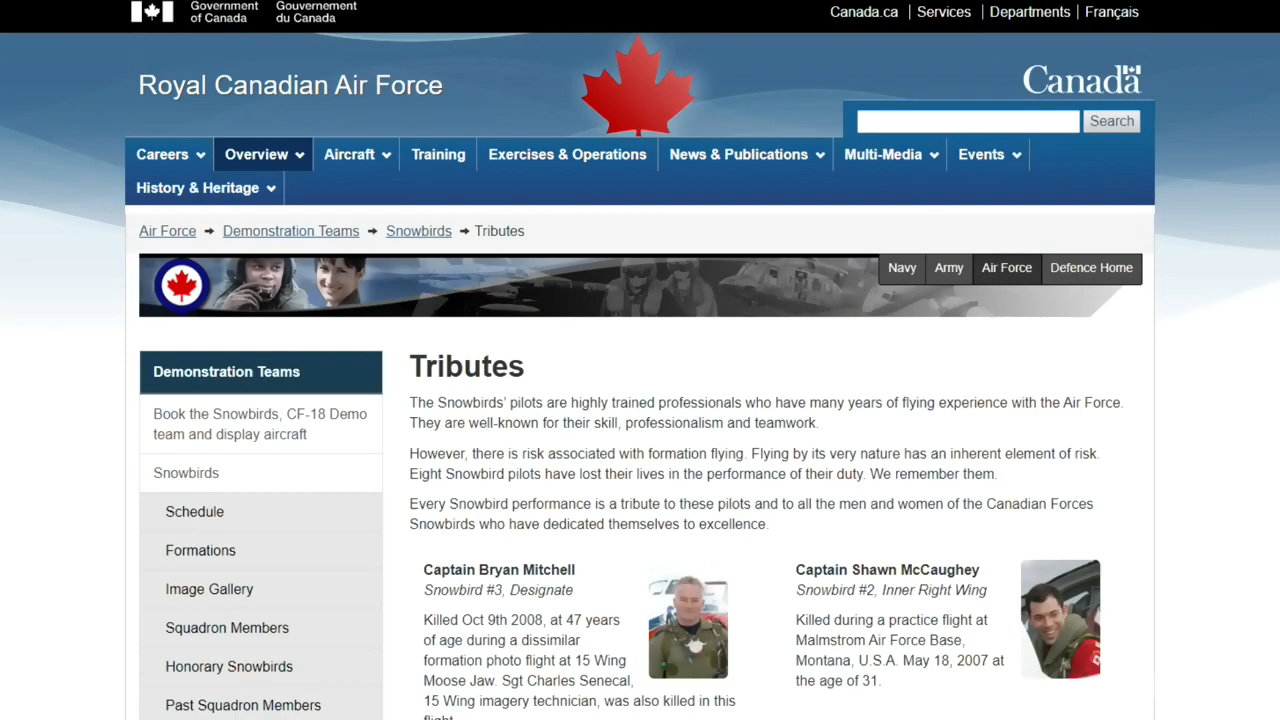 Government of Canada
Gouvernement du Canada
Canada.ca | Services | Departments | Français
Royal Canadian Air Force
Canada
Search
Careers
Overview
Aircraft
Training
Exercises & Operations
News & Publications
Multi-Media
Events
History & Heritage
Air Force → Demonstration Teams → Snowbirds → Tributes
Navy
Army
Air Force
Defence Home
Demonstration Teams
Book the Snowbirds, CF-18 Demo
team and display aircraft
Snowbirds
Schedule
Formations
Image Gallery
Squadron Members
Honorary Snowbirds
Past Squadron Members
Tributes
The Snowbirds' pilots are highly trained professionals who have many years of flying experience with the Air Force.
They are well-known for their skill, professionalism and teamwork.
However, there is risk associated with formation flying. Flying by its very nature has an inherent element of risk.
Eight Snowbird pilots have lost their lives in the performance of their duty. We remember them.
Every Snowbird performance is a tribute to these pilots and to all the men and women of the Canadian Forces
Snowbirds who have dedicated themselves to excellence.
Captain Bryan Mitchell
Snowbird #3, Designate
Killed Oct 9th 2008, at 47 years
of age during a dissimilar
formation photo flight at 15 Wing
Moose Jaw. Sgt Charles Senecal,
15 Wing imagery technician, was also killed in this
flight
Captain Shawn McCaughey
Snowbird #2, Inner Right Wing
Killed during a practice flight at
Malmstrom Air Force Base,
Montana, U.S.A. May 18, 2007 at
the age of 31.